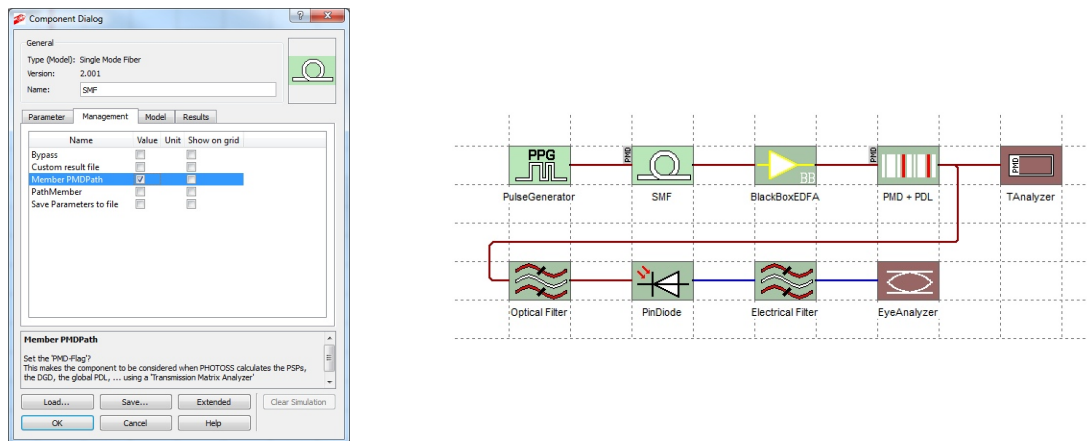 Component Dialog
General
Type (Model): Single Mode Fiber
Version: 2.001
Name: SMF
Parameter Management Model Results
Name Value Unit Show on grid
Bypass
Custom result file
Member PMDPath
PathMember
Save Parameters to file
Member PMDPath
Set the 'PMD-Flag'?
This makes the component to be considered when PHOTOSS calculates the PSPs,
the DGD, the global PDL, ... using a 'Transmission Matrix Analyzer'
Load... Save... Extended Clear Simulation
OK Cancel Help
PPG
PMD
BB
PMD
PMD
PulseGenerator SMF BlackBoxEDFA PMD + PDL TAnalyzer
Optical Filter PinDiode Electrical Filter EyeAnalyzer